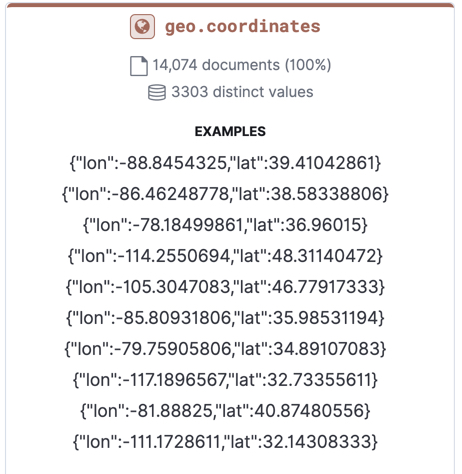 geo.coordinates
14,074 documents (100%)
3303 distinct values
EXAMPLES
{"lon":-88.8454325,"lat":39.41042861}
{"lon":-86.46248778,"lat":38.58338806}
{"lon":-78.18499861,"lat":36.96015}
{"lon":-114.2550694,"lat":48.31140472}
{"lon":-105.3047083,"lat":46.77917333}
{"lon":-85.80931806,"lat":35.98531194}
{"lon":-79.75905806,"lat":34.89107083}
{"lon":-117.1896567,"lat":32.73355611}
{"lon":-81.88825,"lat":40.87480556}
{"lon":-111.1728611,"lat":32.14308333}